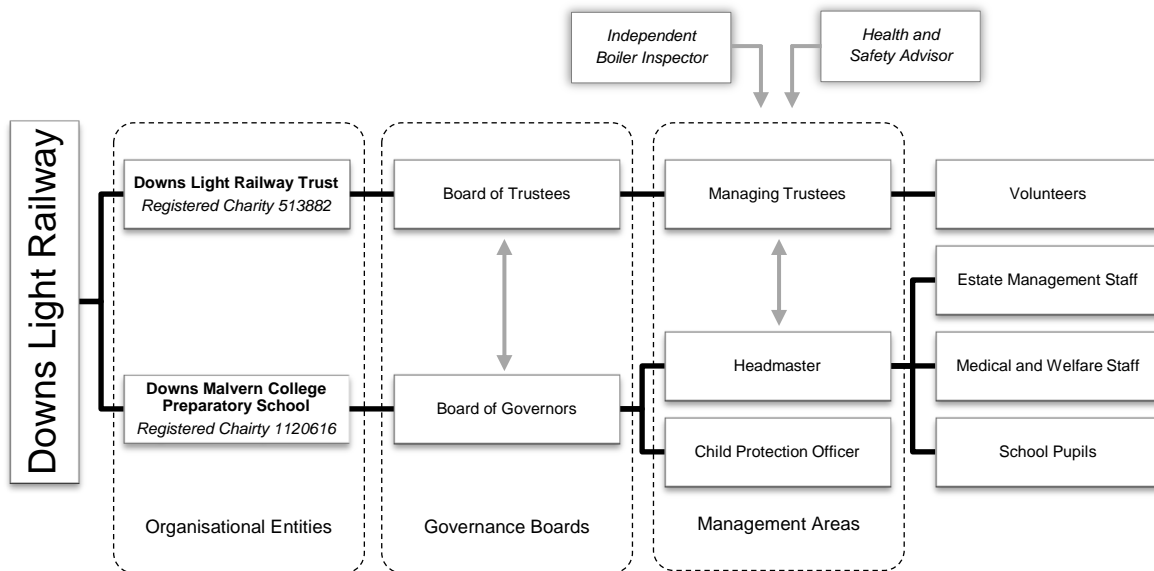 Independent
Boiler Inspector
Health and
Safety Advisor
Downs Light Railway
Downs Light Railway Trust
Registered Charity 513882
Board of Trustees
Managing Trustees
Volunteers
Estate Management Staff
Headmaster
Medical and Welfare Staff
Downs Malvern College
Preparatory School
Registered Chairty 1120616
Board of Governors
Child Protection Officer
School Pupils
Organisational Entities
Governance Boards
Management Areas